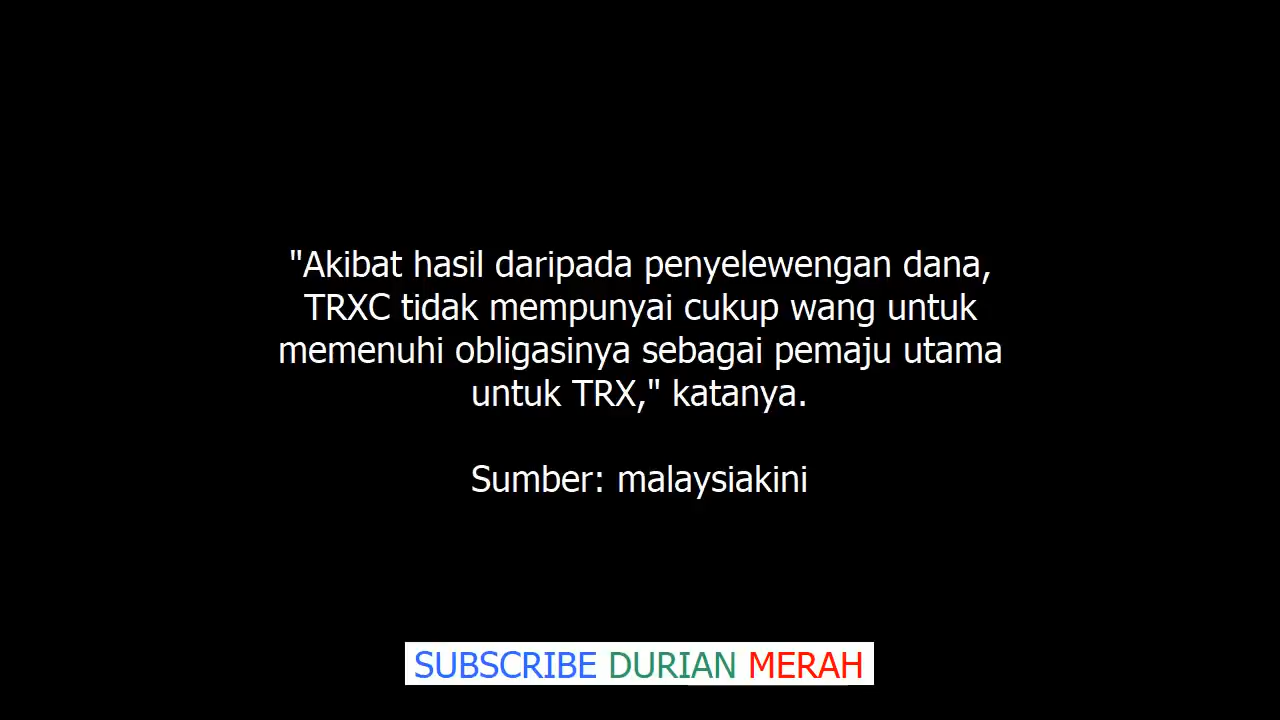 "Akibat hasil daripada penyelewengan dana,
TRXC tidak mempunyai cukup wang untuk
memenuhi obligasinya sebagai pemaju utama
untuk TRX," katanya.
Sumber: malaysiakini
SUBSCRIBE DURIAN MERAH